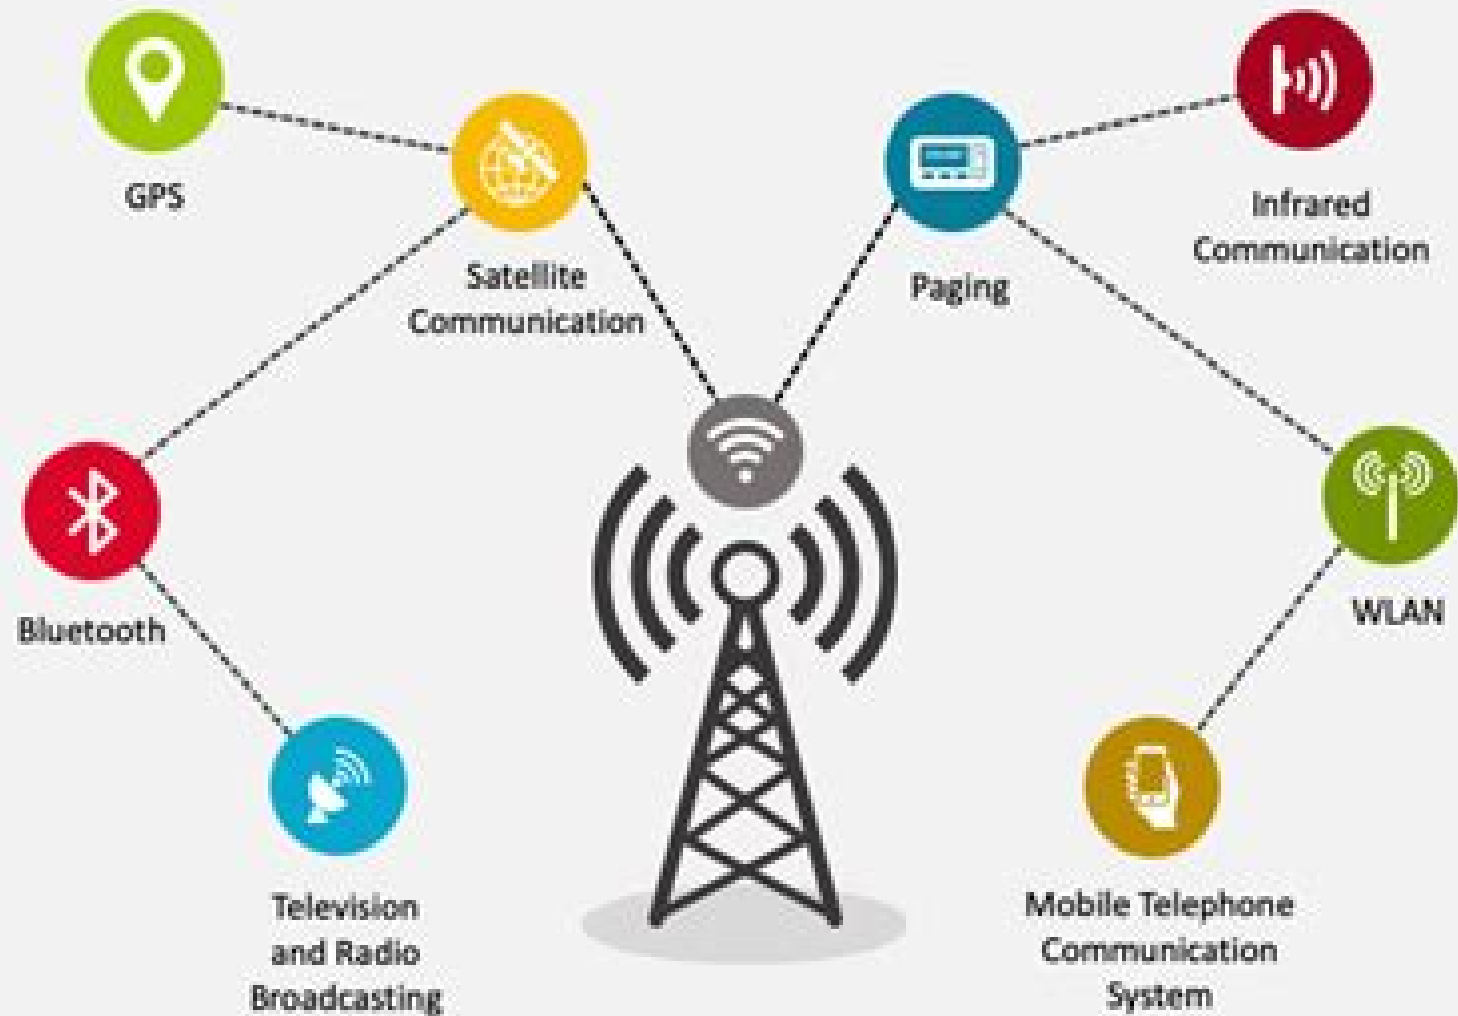 GPS
Satellite
Communication
Paging
Infrared
Communication
Bluetooth
WLAN
Television
and Radio
Broadcasting
Mobile Telephone
Communication
System